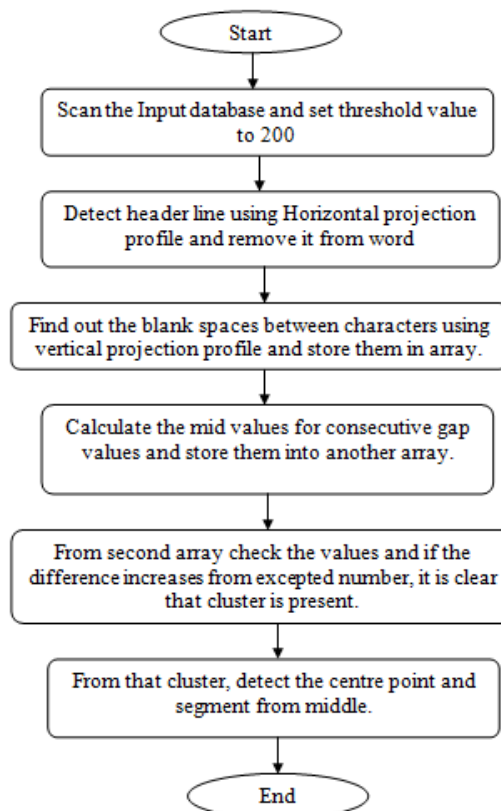 Start
Scan the Input database and set threshold value
to 200
Detect header line using Horizontal projection
profile and remove it from word
Find out the blank spaces between characters using
vertical projection profile and store them in array.
Calculate the mid values for consecutive gap
values and store them into another array.
From second array check the values and if the
difference increases from excepted number, it is clear
that cluster is present.
From that cluster, detect the centre point and
segment from middle.
End